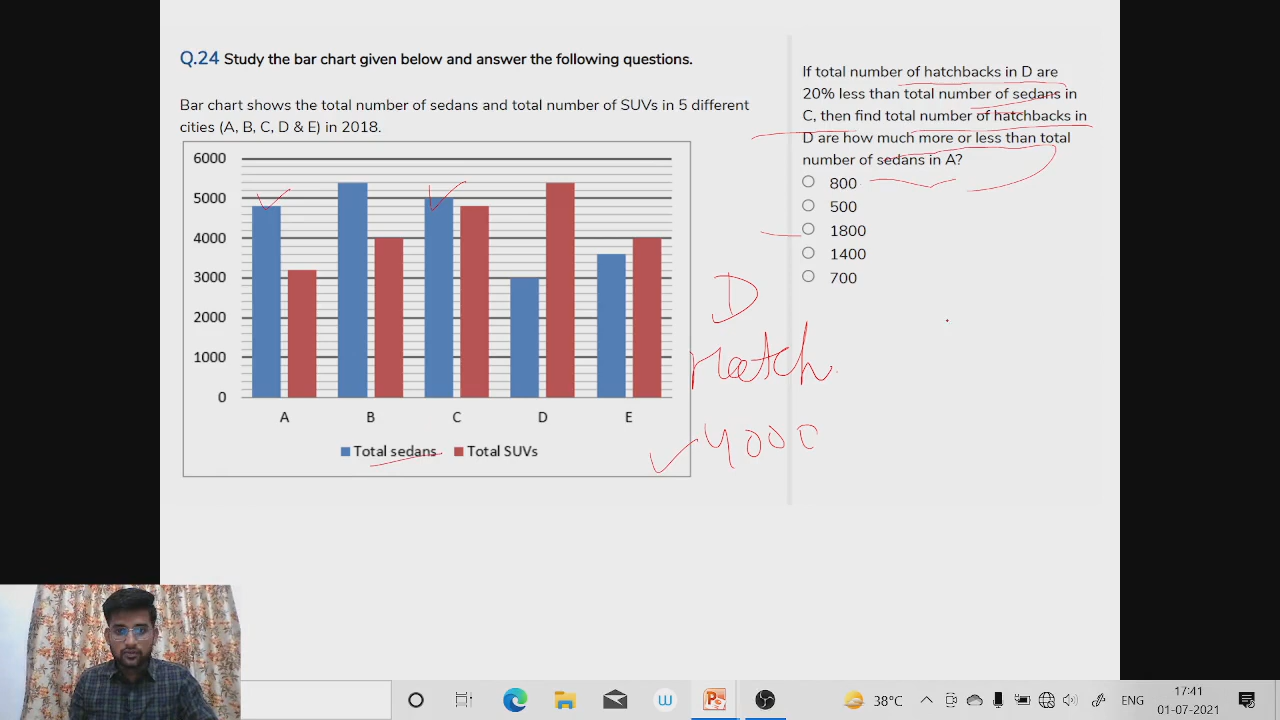 Q.24 Study the bar chart given below and answer the following questions.
Bar chart shows the total number of sedans and total number of SUVs in 5 different
cities (A, B, C, D & E) in 2018.
6000
5000
4000
3000
2000
1000
0
A B C D E
Total sedans Total SUVs
If total number of hatchbacks in D are
20% less than total number of sedans in
C, then find total number of hatchbacks in
D are how much more or less than total
number of sedans in A?
800
500
1800
1400
700
D
Hatch
4000
38°C ENG 17:41
01-07-2021